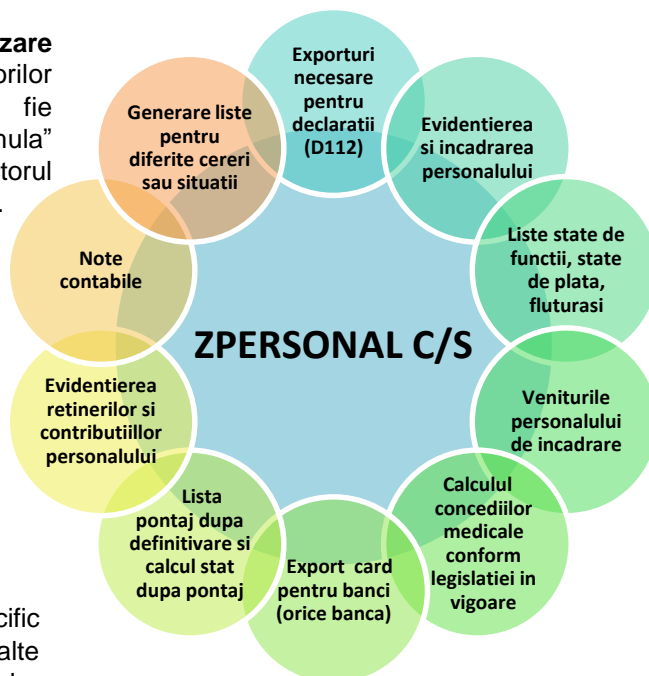 zare
orilor
fie
nula”
torul
.
Exporturi
necesare
pentru
declaratii
(D112)
Evidentierea
si incadrarea
personalului
Liste state de
functii, state
de plata,
fluturasi
Veniturile
personalului
de incadrare
Calculul
concediilor
medicale
conform
legislatiei in
vigoare
Export card
pentru banci
(orice banca)
Lista
pontaj dupa
definitivare si
calcul stat
dupa pontaj
Evidentierea
retinerilor si
contributiillor
personalului
Note
contabile
Generare liste
pentru
diferite cereri
sau situatii
ZPERSONAL C/S
cific
alte